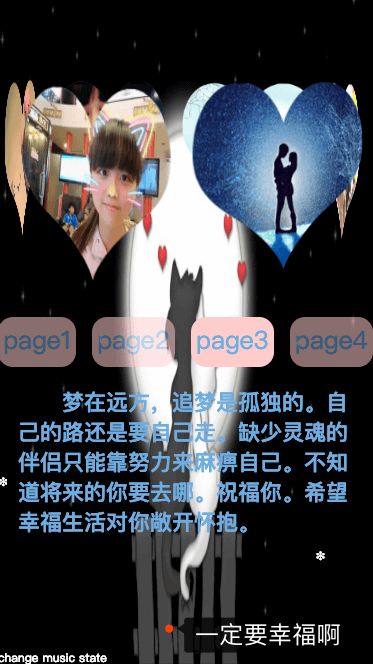 page1 page2 page3 page4
梦在远方，追梦是孤独的。自
己的路还是要自己走。缺少灵魂的
伴侣只能靠努力来麻痹自己。不知
道将来的你要去哪。祝福你。希望
幸福生活对你敞开怀抱。
一定要幸福啊
change music state